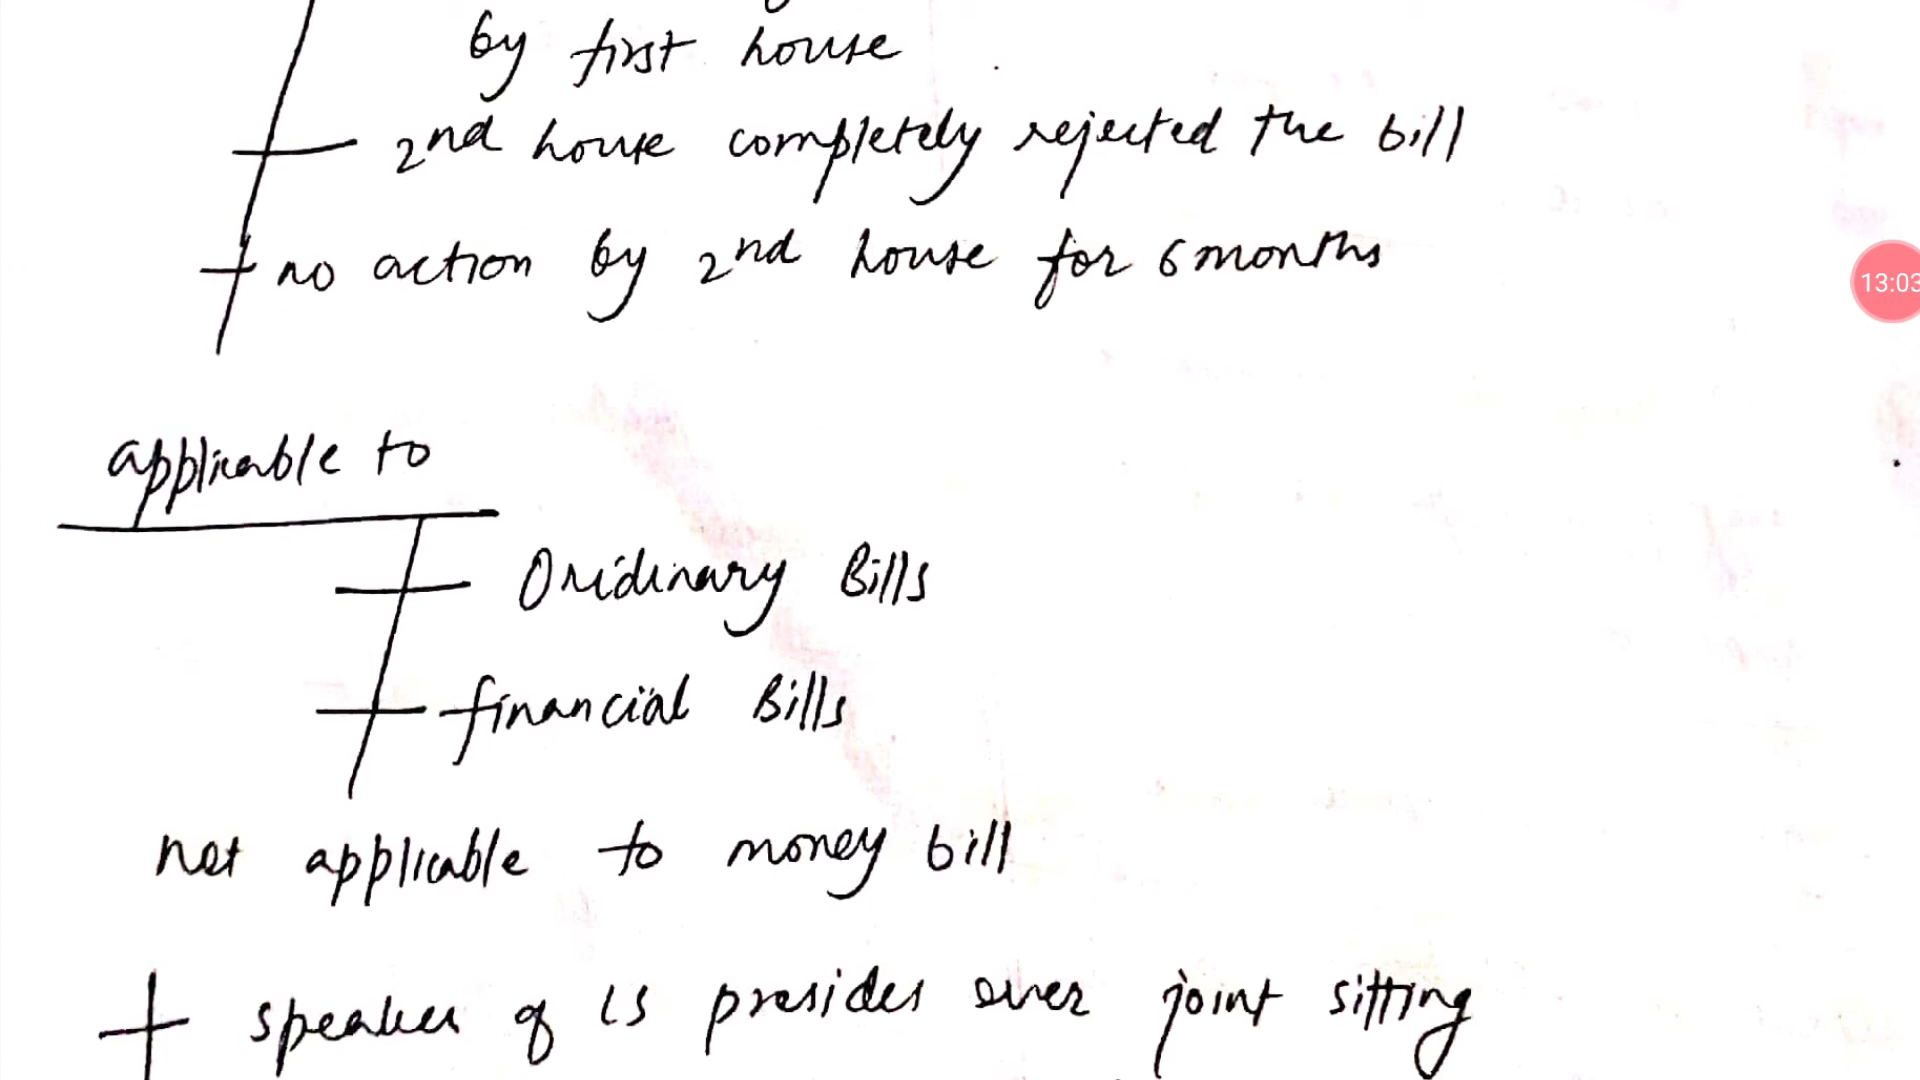 by first house
2nd house completely rejected the bill
no action by 2nd house for 6 months
13:03
applicable to
Oridinary Bills
financial Bills
not applicable to money bill
speaker of LS presides over joint sitting